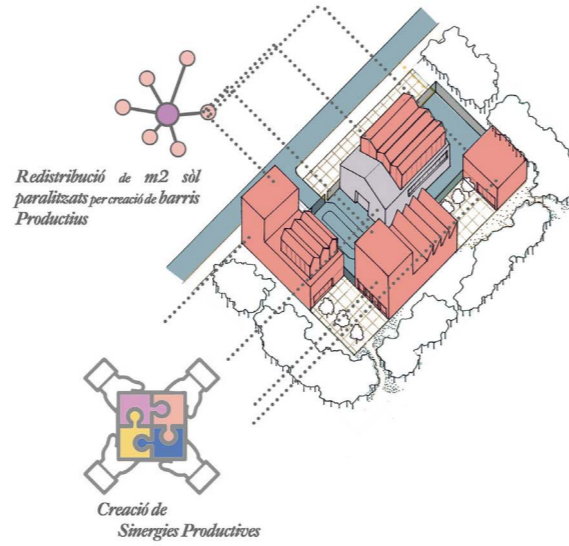 Redistribució de m2 sòl
paralitzats per creació de barris
Productius
Creació de
Sinergies Productives